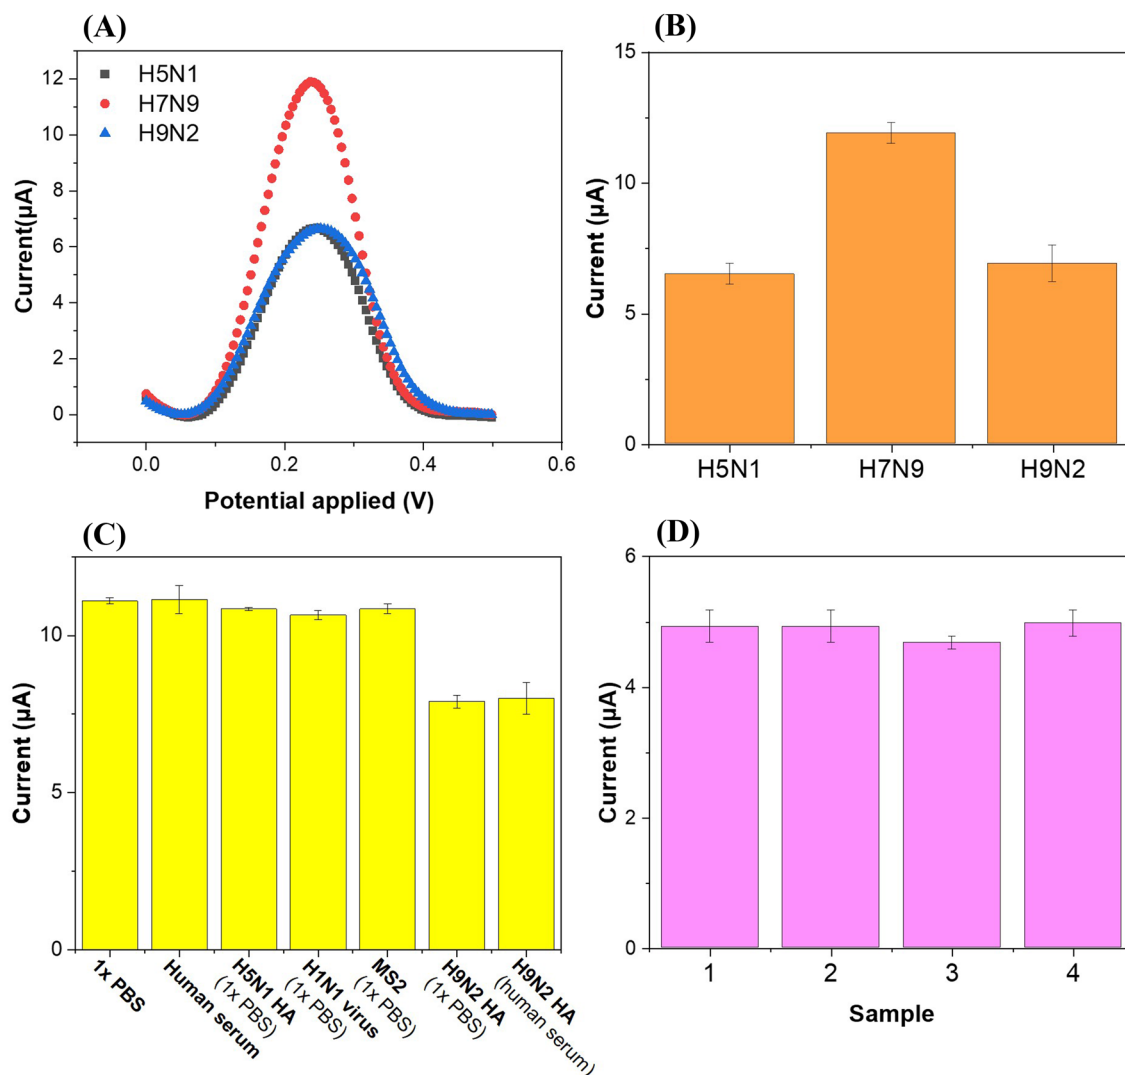 (A)
H5N1
H7N9
H9N2
12
10
8
6
4
2
0
Current(μA)
0.0
0.2
0.4
0.6
Potential applied (V)
(B)
15
10
5
0
Current (μA)
H5N1
H7N9
H9N2
(C)
10
5
0
Current (μA)
1x PBS
Human serum
H5N1 HA
(1x PBS)
H1N1 virus
(1x PBS)
MS2
(1x PBS)
H9N2 HA
(1x PBS)
H9N2 HA
(human serum)
(D)
6
4
2
0
Current (μA)
1
2
3
4
Sample